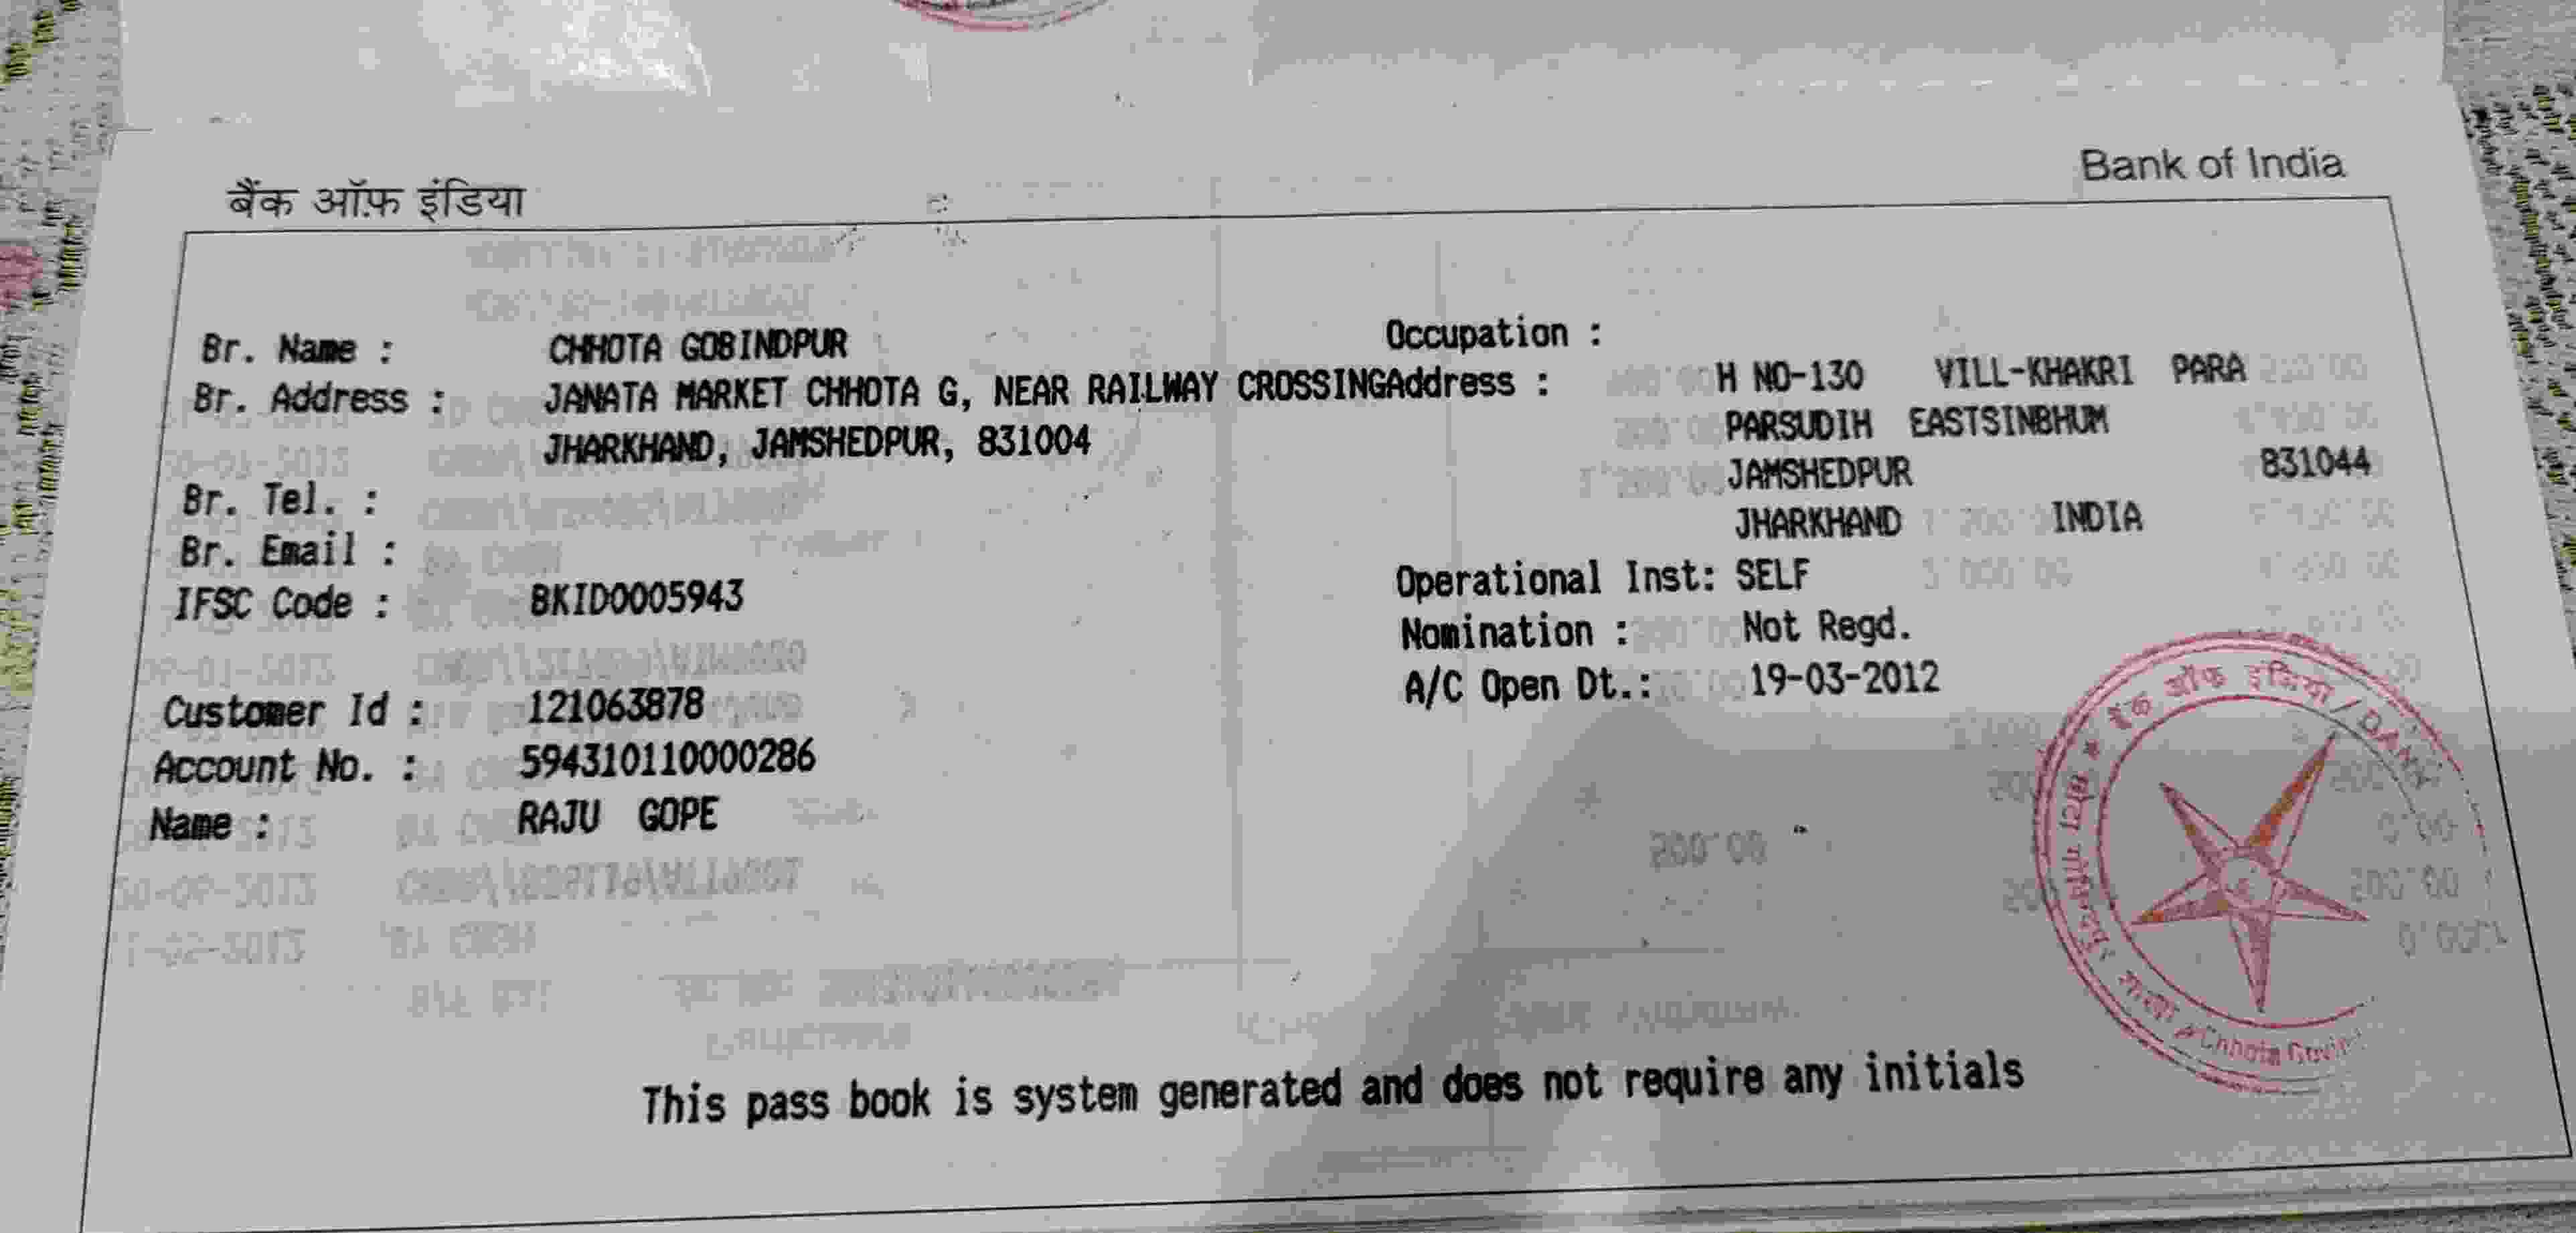 बैंक ऑफ़ इंडिया
Bank of India
Br. Name : CHHOTA GOBINDPUR
Br. Address : JANATA MARKET CHHOTA G, NEAR RAILWAY CROSSING
JHARKHAND, JAMSHEDPUR, 831004
Br. Tel. :
Br. Email :
IFSC Code : BKID0005943
Customer Id : 121063878
Account No. : 594310110000286
Name : RAJU GOPE
Occupation :
Address : H NO-130 VILL-KHAKRI PARA
PARSUDIH EASTSINBHUM
JAMSHEDPUR 831044
JHARKHAND INDIA
Operational Inst: SELF
Nomination : Not Regd.
A/C Open Dt.: 19-03-2012
बैंक ऑफ इंडिया / BANK
Chhota
This pass book is system generated and does not require any initials